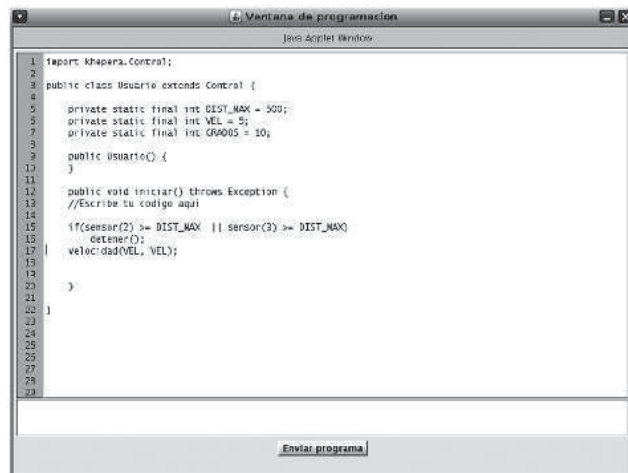 Ventana de programacion
Java Applet Window
1 import khepera.Control;
2
3 public class Usuario extends Control {
4
5 private static final int DIST_MAX = 500;
6 private static final int VEL = 5;
7 private static final int GRADOS = 10;
8
9 public Usuario() {
10 }
11
12 public void iniciar() throws Exception {
13 //Escribe tu codigo aqui
14
15 if(sensor(2) >= DIST_MAX || sensor(3) >= DIST_MAX)
16 detener();
17 velocidad(VEL, VEL);
18
19
20 }
21
22 }
23
24
25
26
27
28
29
Enviar programa